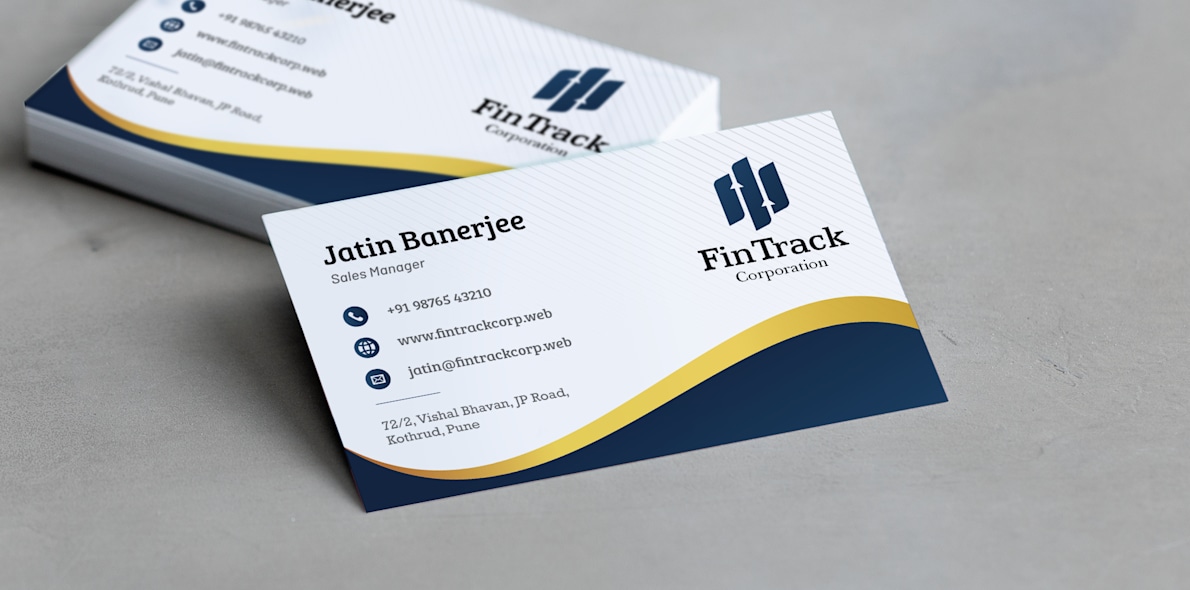 erjee
+91 98765 43210
www.fintrackcorp.web
jatin@fintrackcorp.web
72/2, Vishal Bhavan, JP Road,
Kothrud, Pune
FinTrack
Corporation
Jatin Banerjee
Sales Manager
+91 98765 43210
www.fintrackcorp.web
jatin@fintrackcorp.web
72/2, Vishal Bhavan, JP Road,
Kothrud, Pune
FinTrack
Corporation